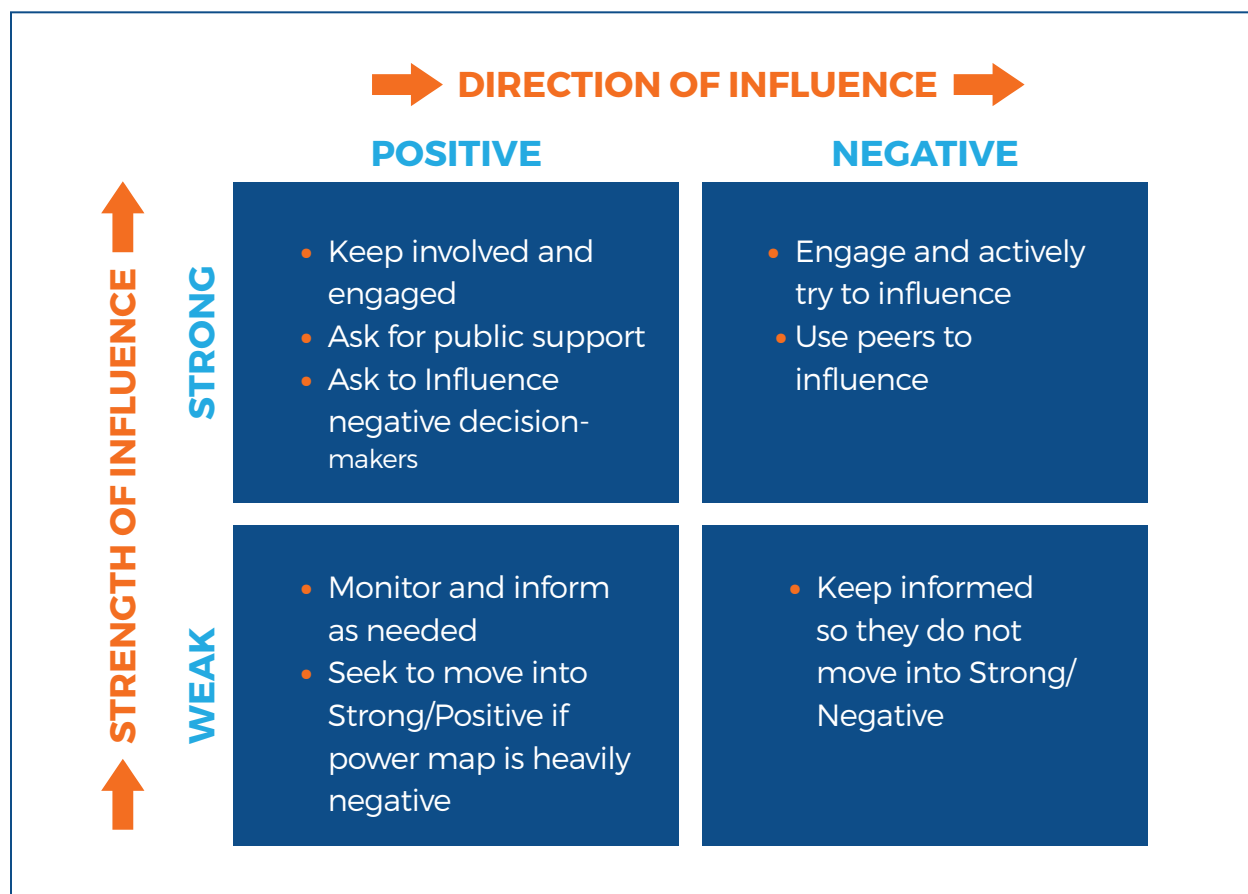 DIRECTION OF INFLUENCE
POSITIVE
NEGATIVE
STRENGTH OF INFLUENCE
STRONG
• Keep involved and
engaged
• Ask for public support
• Ask to Influence
negative decision-
makers
• Engage and actively
try to influence
• Use peers to
influence
WEAK
• Monitor and inform
as needed
• Seek to move into
Strong/Positive if
power map is heavily
negative
• Keep informed
so they do not
move into Strong/
Negative